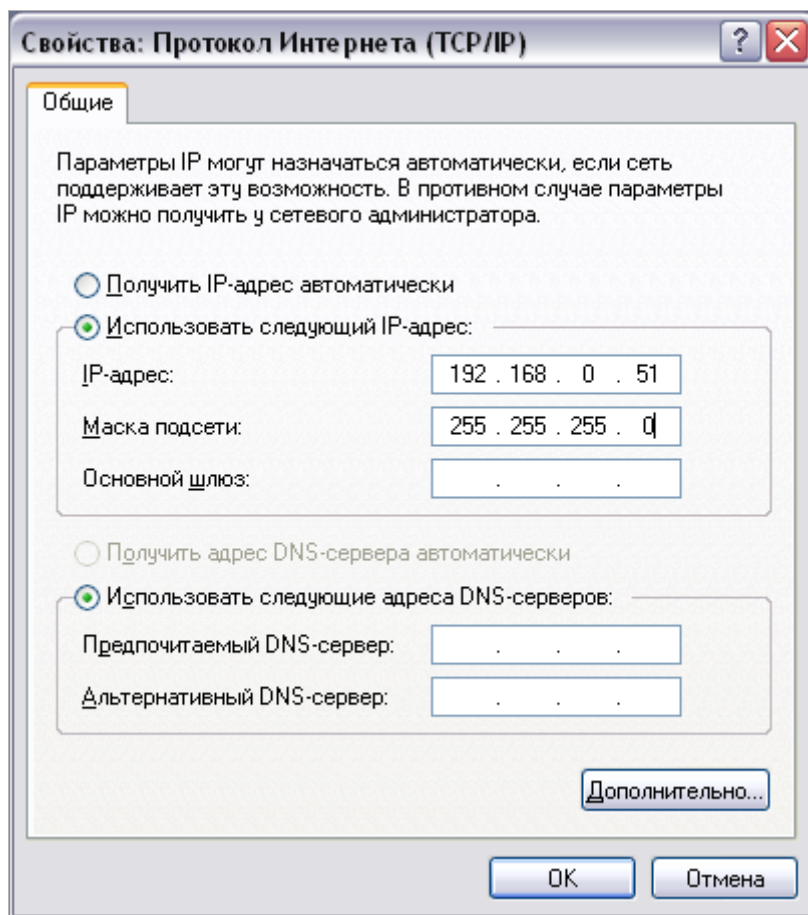 Свойства: Протокол Интернета (TCP/IP)
?
Общие
Параметры IP могут назначаться автоматически, если сеть
поддерживает эту возможность. В противном случае параметры
IP можно получить у сетевого администратора.
Получить IP-адрес автоматически
Использовать следующий IP-адрес:
IP-адрес: 192 . 168 . 0 . 51
Маска подсети: 255 . 255 . 255 . 0
Основной шлюз: . . .
Получить адрес DNS-сервера автоматически
Использовать следующие адреса DNS-серверов:
Предпочитаемый DNS-сервер: . . .
Альтернативный DNS-сервер: . . .
Дополнительно...
OK Отмена